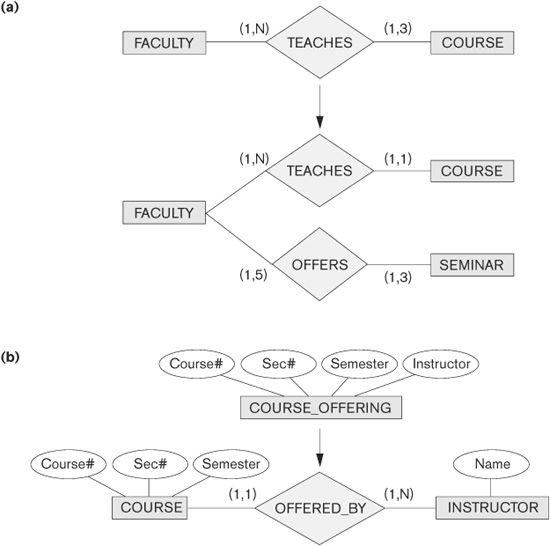 (a)
(1,N) (1,3)
FACULTY TEACHES COURSE
(1,N) (1,1)
TEACHES COURSE
FACULTY
OFFERS SEMINAR
(1,5) (1,3)
(b)
Course# Sec# Semester Instructor
COURSE_OFFERING
Course# Sec# Semester Name
(1,1) (1,N)
COURSE OFFERED_BY INSTRUCTOR